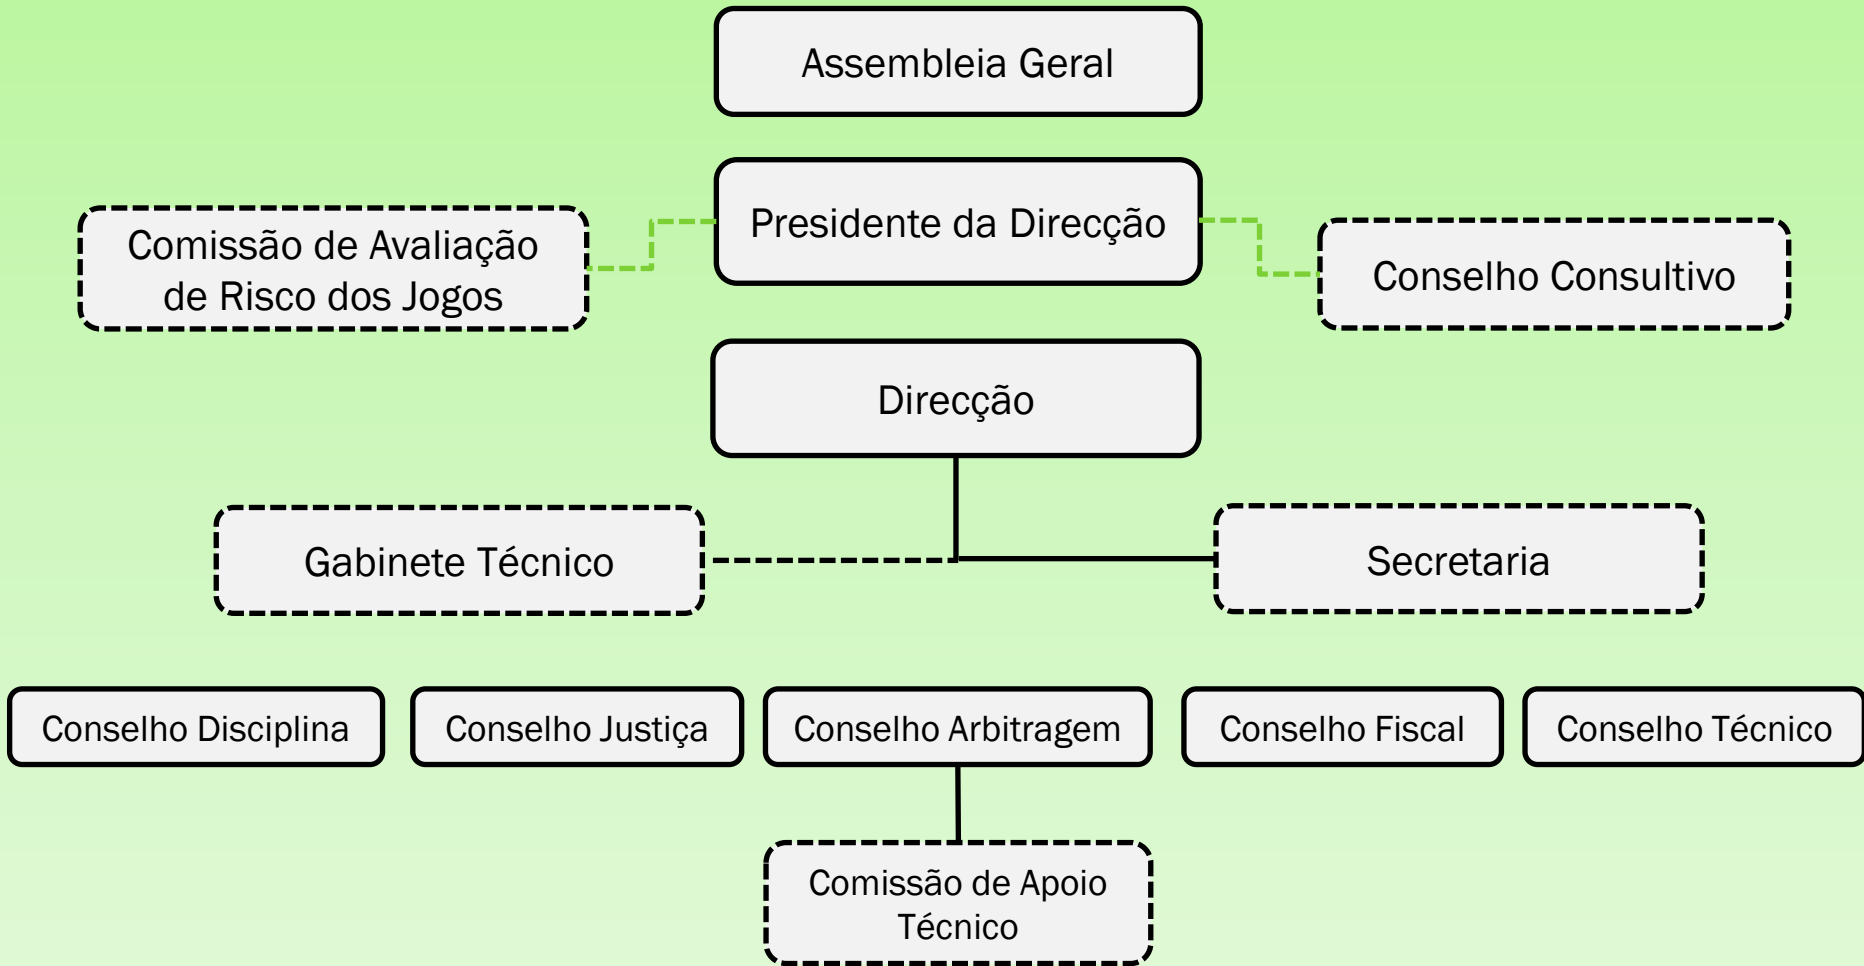 Assembleia Geral
Presidente da Direcção
Comissão de Avaliação
de Risco dos Jogos
Conselho Consultivo
Direcção
Gabinete Técnico
Secretaria
Conselho Disciplina
Conselho Justiça
Conselho Arbitragem
Conselho Fiscal
Conselho Técnico
Comissão de Apoio
Técnico